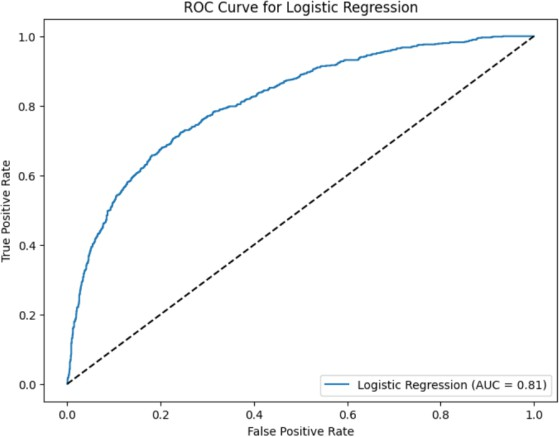 ROC Curve for Logistic Regression
True Positive Rate
1.0
0.8
0.6
0.4
0.2
0.0
Logistic Regression (AUC = 0.81)
0.0 0.2 0.4 0.6 0.8 1.0
False Positive Rate